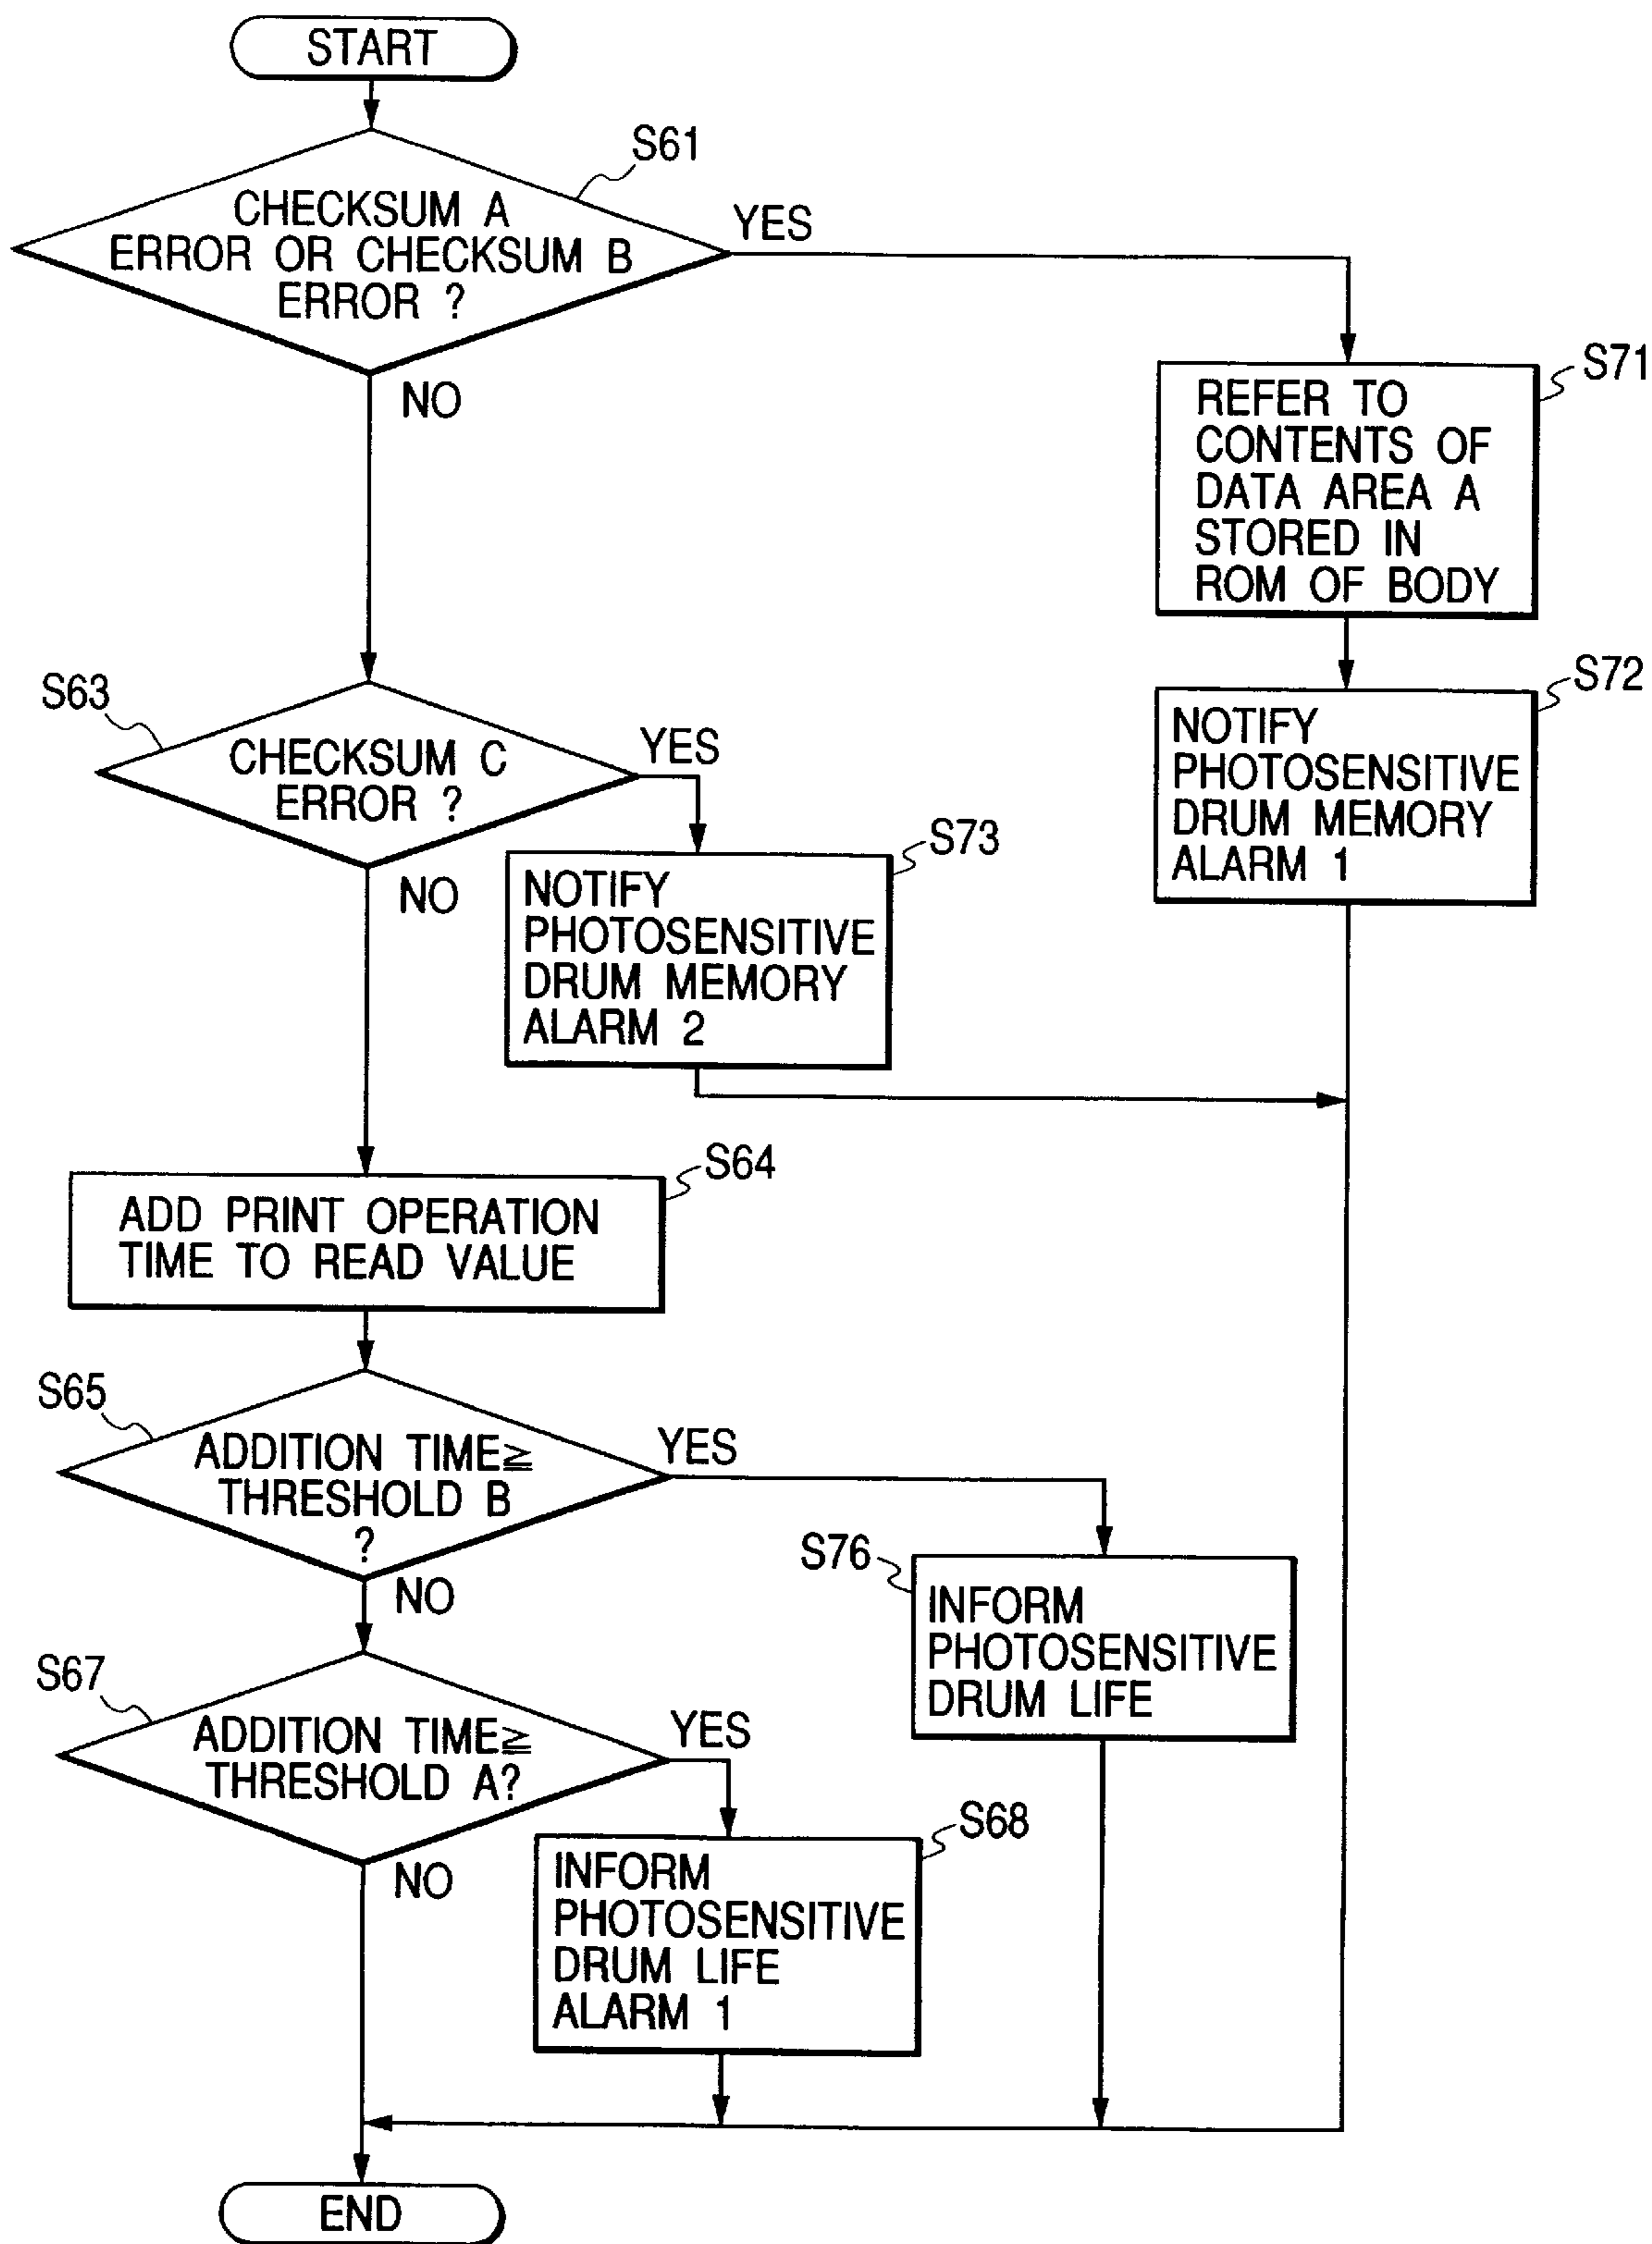 START
S61
CHECKSUM A
ERROR OR CHECKSUM B
ERROR ?
YES
NO
S71
REFER TO
CONTENTS OF
DATA AREA A
STORED IN
ROM OF BODY
S72
NOTIFY
PHOTOSENSITIVE
DRUM MEMORY
ALARM 1
S63
CHECKSUM C
ERROR ?
YES
NO
S73
NOTIFY
PHOTOSENSITIVE
DRUM MEMORY
ALARM 2
S64
ADD PRINT OPERATION
TIME TO READ VALUE
S65
ADDITION TIME≧
THRESHOLD B
?
YES
NO
S76
INFORM
PHOTOSENSITIVE
DRUM LIFE
S67
ADDITION TIME≧
THRESHOLD A?
YES
NO
S68
INFORM
PHOTOSENSITIVE
DRUM LIFE
ALARM 1
END